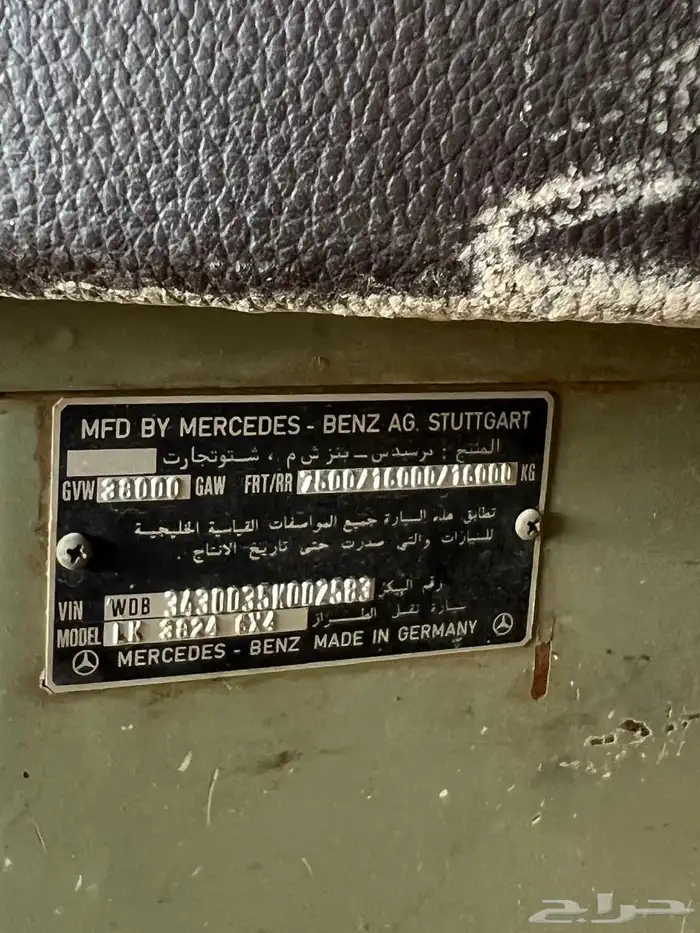 MFD BY MERCEDES - BENZ AG. STUTTGART
المنتج : مرسيدس - بنز ش م ، شتوتجارت
GVW 38000 GAW FRT/RR 7500/16000/16000 KG
تطابق هذه السيارة جميع المواصفات القياسية الخليجية
للسيارات والتي صدرت حتى تاريخ الانتاج .
VIN WDB 3430035K002583 رقم الهيكل
MODEL LK 3824 6X4 سيارة نقل الطراز
MERCEDES - BENZ MADE IN GERMANY
حراج